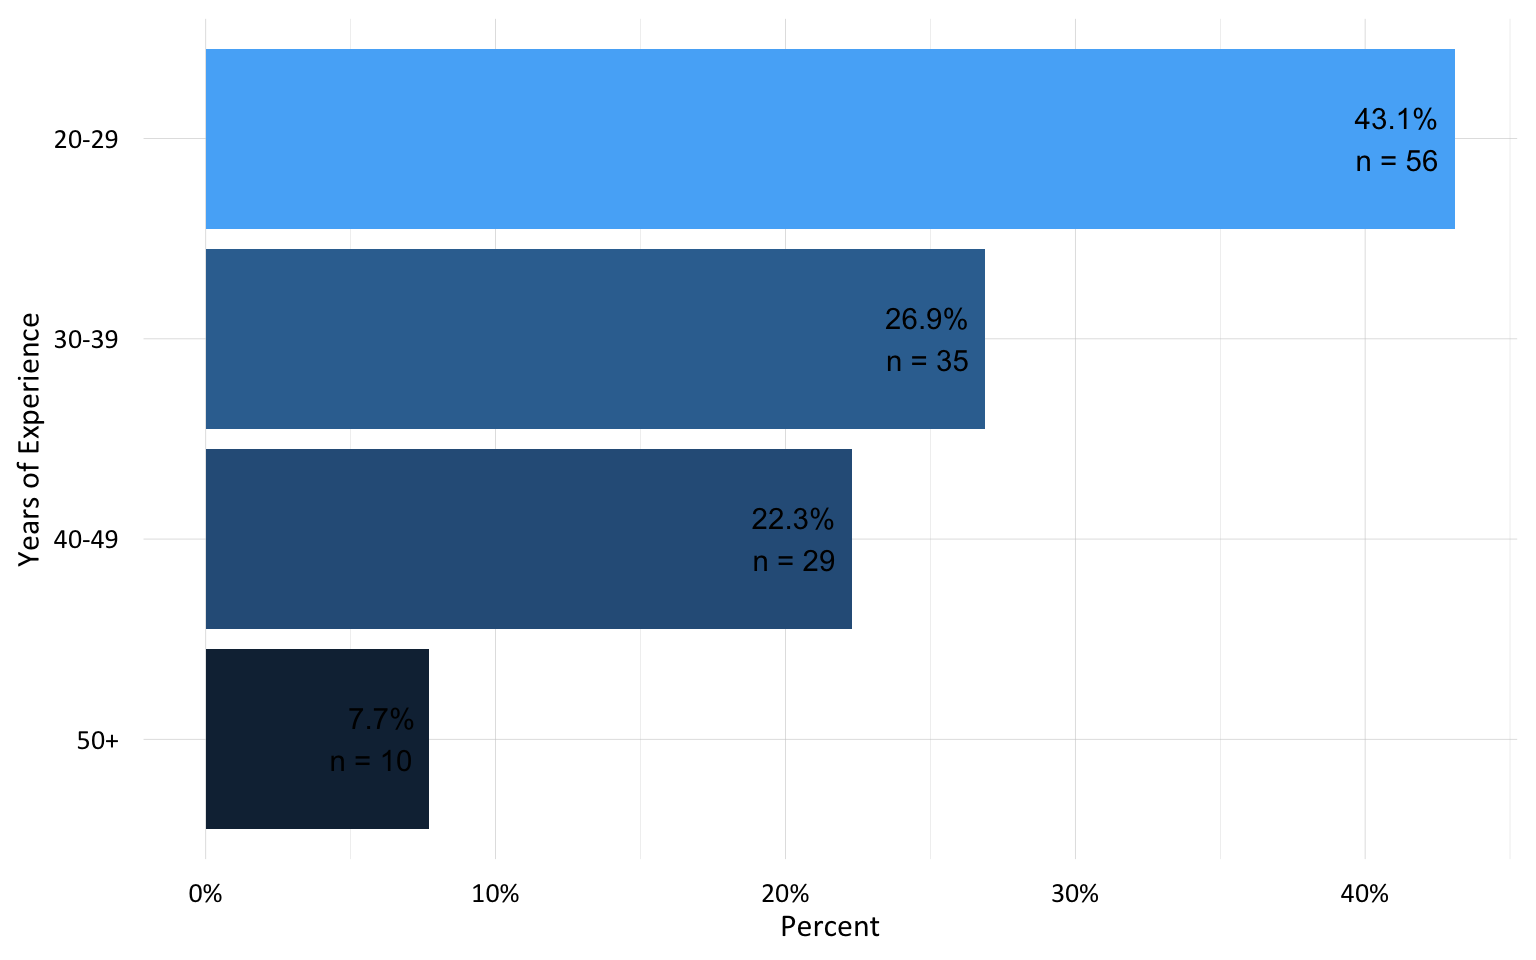 20-29
43.1%
n = 56
30-39
26.9%
n = 35
40-49
22.3%
n = 29
50+
7.7%
n = 10
Years of Experience
0% 10% 20% 30% 40%
Percent